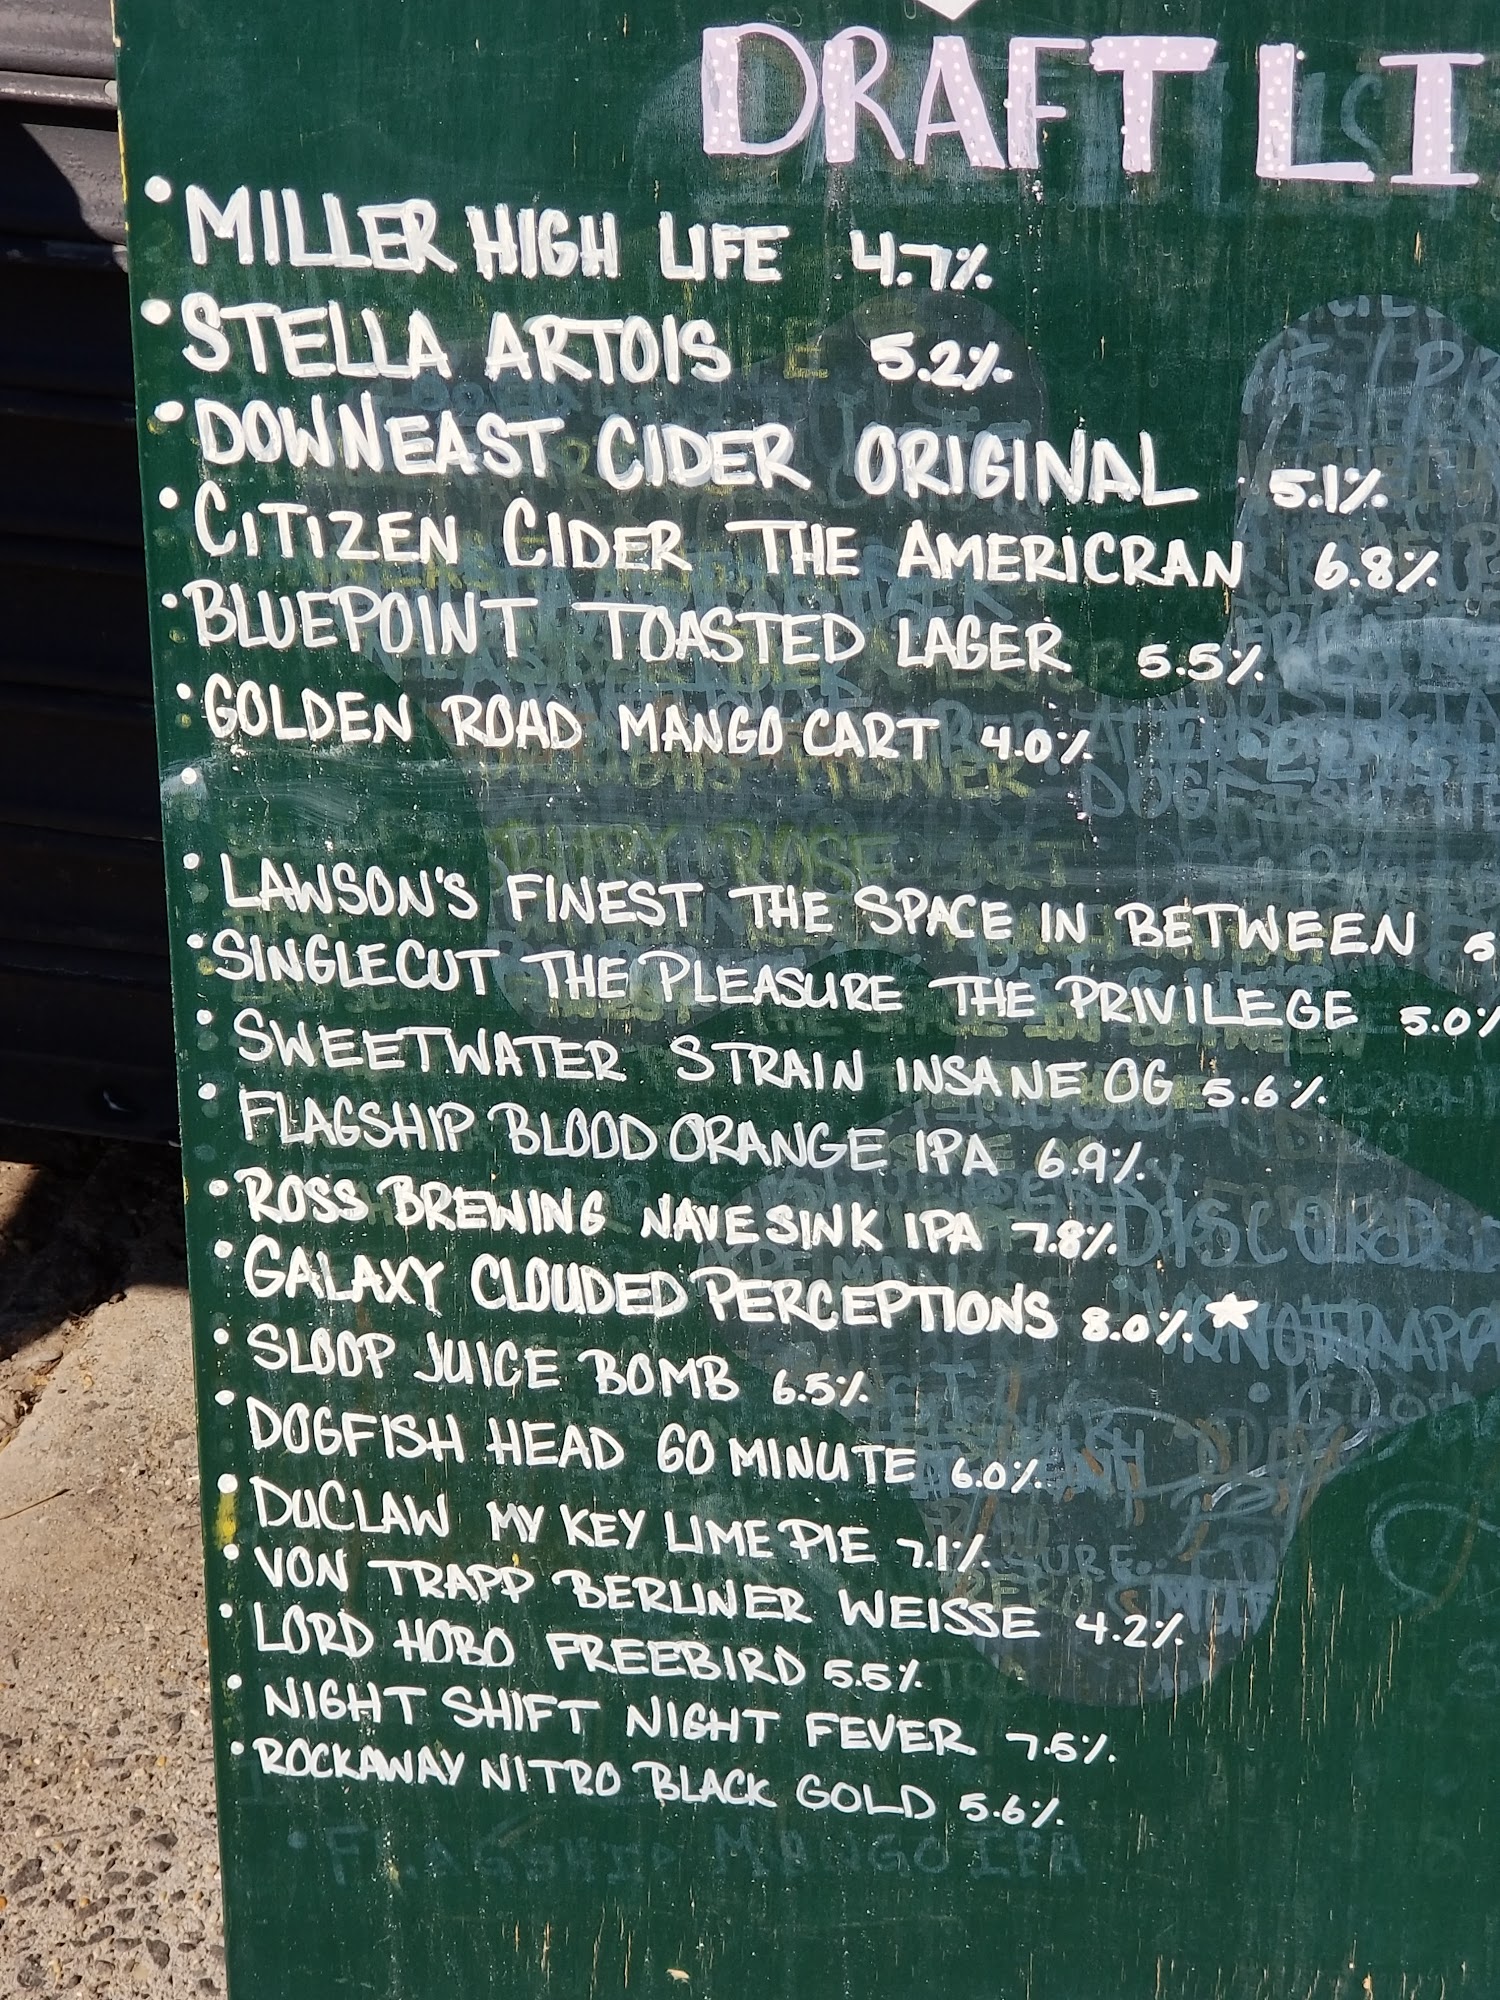 DRAFT LI
• MILLER HIGH LIFE 4.7%
• STELLA ARTOIS 5.2%
• DOWNEAST CIDER ORIGINAL 5.1%
• CITIZEN CIDER THE AMERICRAN 6.8%
• BLUEPOINT TOASTED LAGER 5.5%
• GOLDEN ROAD MANGO CART 4.0%
•
• LAWSON'S FINEST THE SPACE IN BETWEEN 5
• SINGLECUT THE PLEASURE THE PRIVILEGE 5.0%
• SWEETWATER STRAIN INSANE OG 5.6%
• FLAGSHIP BLOOD ORANGE IPA 6.9%
• ROSS BREWING NAVESINK IPA 7.8%
• GALAXY CLOUDED PERCEPTIONS 8.0% ★
• SLOOP JUICE BOMB 6.5%
• DOGFISH HEAD 60 MINUTE 6.0%
• DUCLAW MY KEY LIME PIE 7.1%
• VON TRAPP BERLINER WEISSE 4.2%
• LORD HOBO FREEBIRD 5.5%
• NIGHT SHIFT NIGHT FEVER 7.5%
• ROCKAWAY NITRO BLACK GOLD 5.6%
• FLAGSHIP MANGO IPA